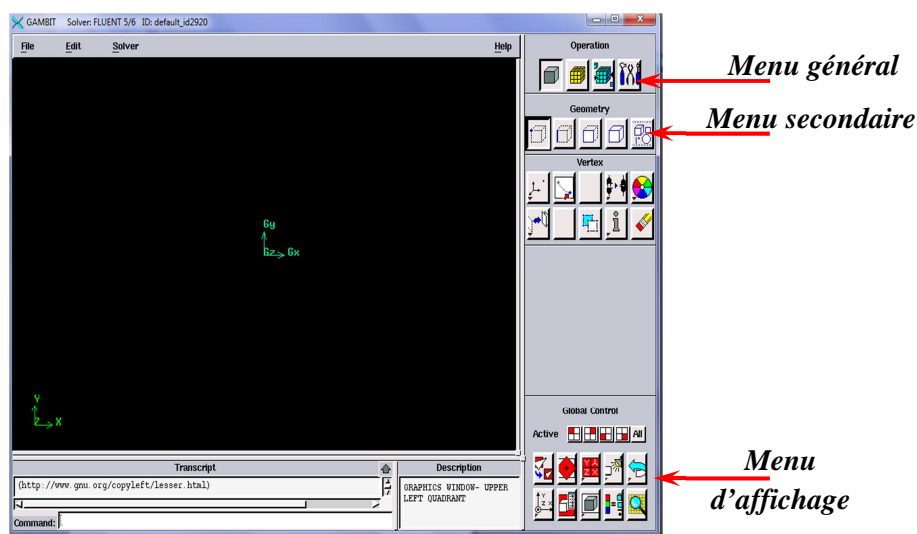 GAMBIT Solver: FLUENT 5/6 ID: default_id2920
File Edit Solver Help
Operation
Menu général
Geometry
Menu secondaire
Vertex
Gy
Gz Gx
Y
Z X
Global Control
Active All
Menu
d'affichage
Transcript
(http://www.gnu.org/copyleft/lesser.html)
Command:
Description
GRAPHICS WINDOW- UPPER
LEFT QUADRANT